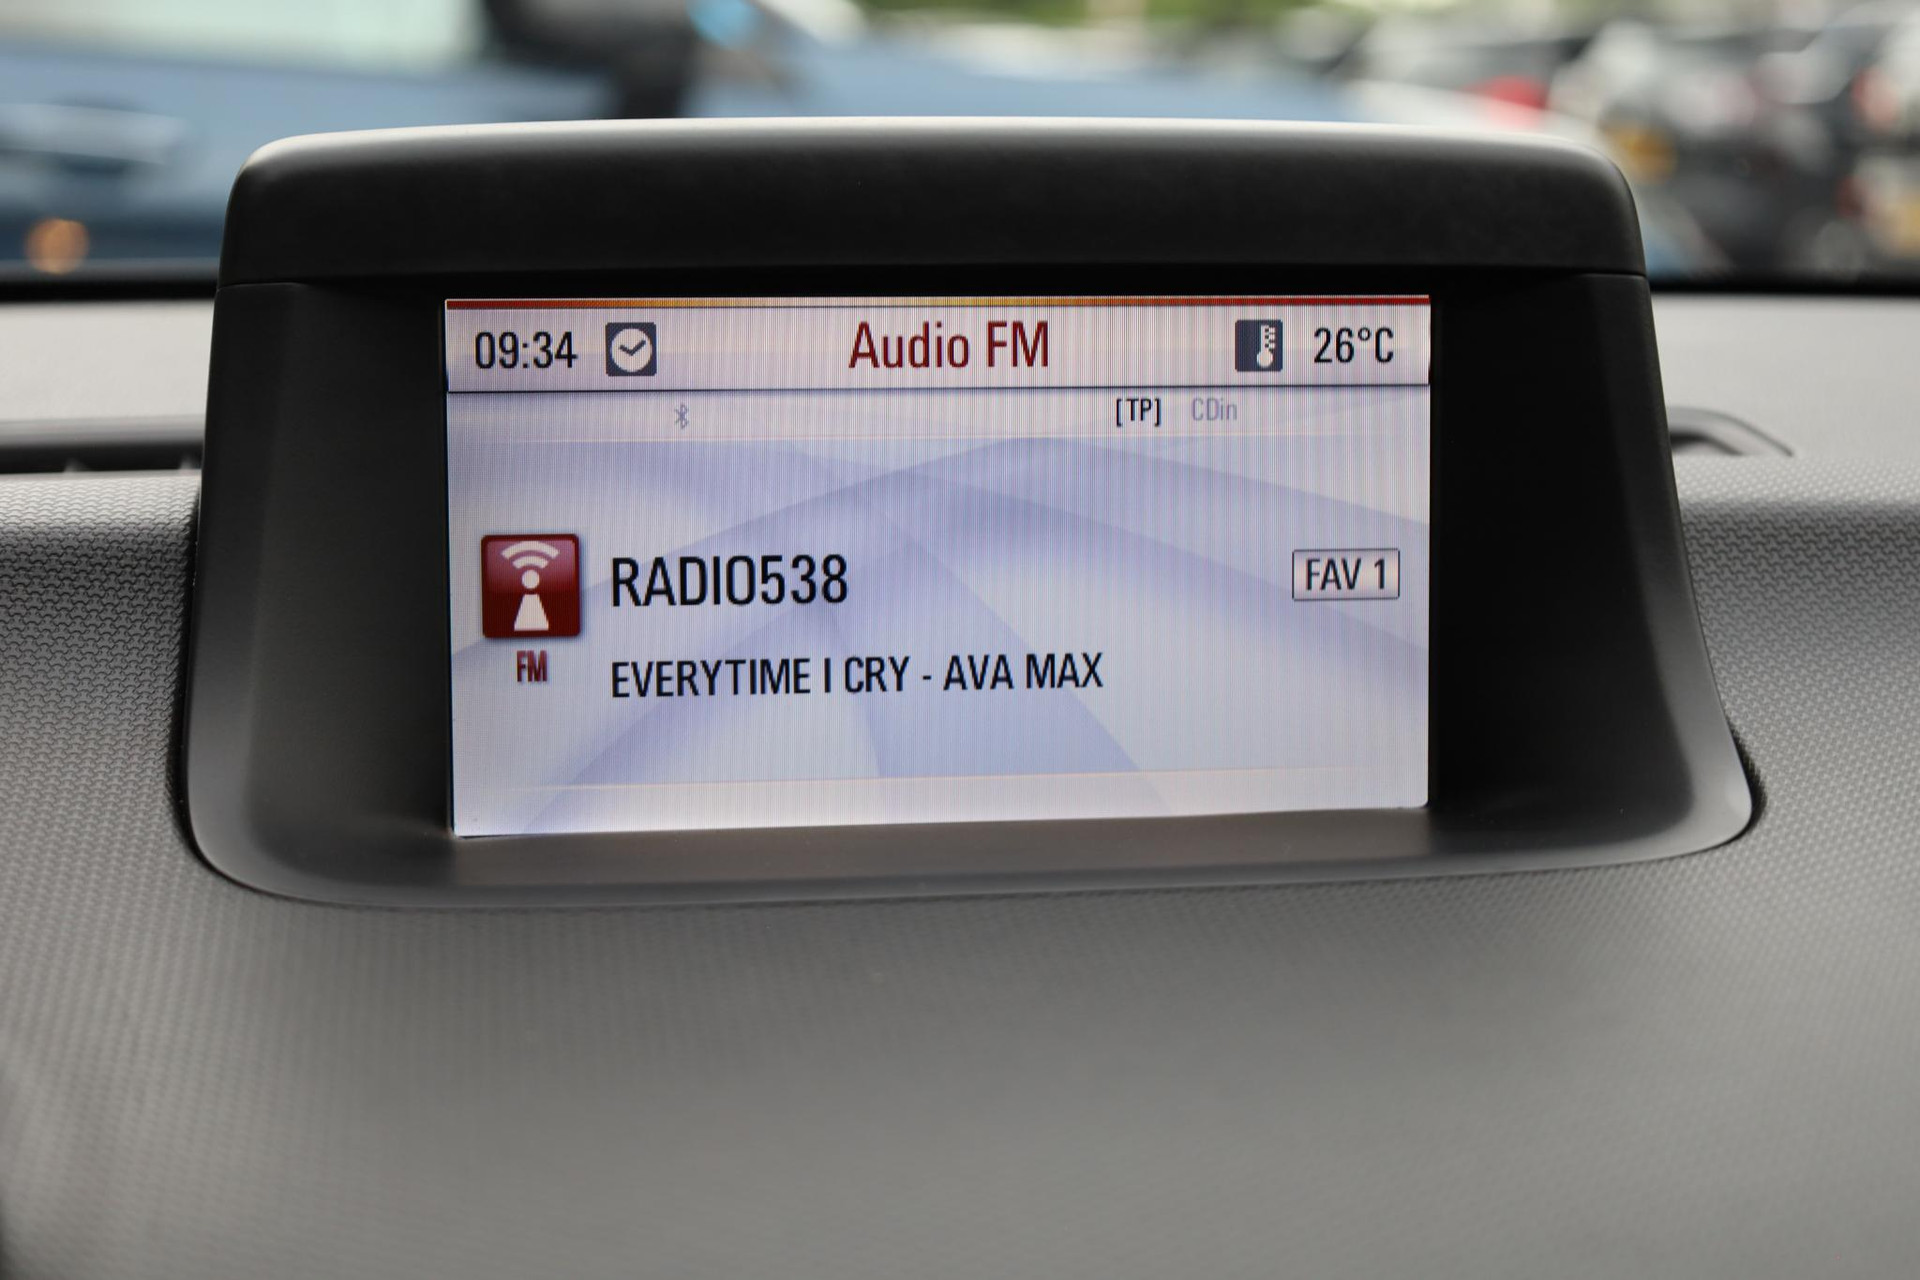 09:34 Audio FM 26°C
[TP] CDin
RADIO538 FAV 1
FM
EVERYTIME I CRY - AVA MAX